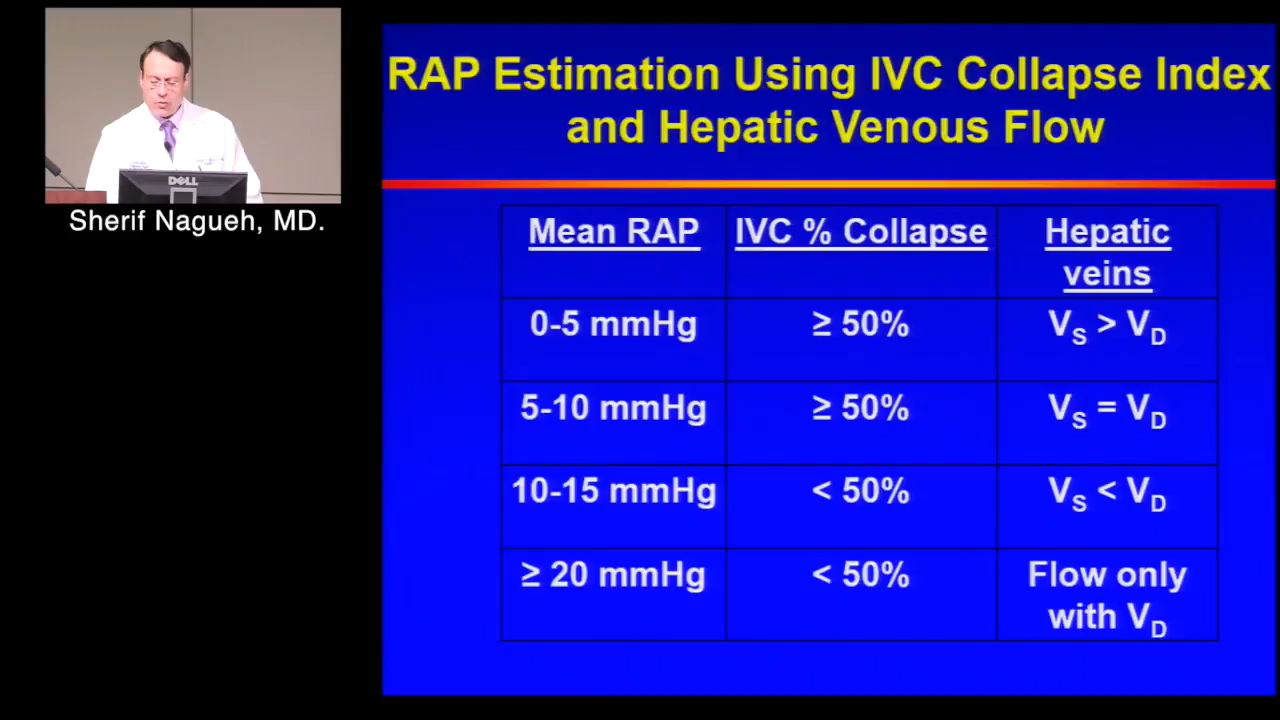 DELL
Sherif Nagueh, MD.
RAP Estimation Using IVC Collapse Index
and Hepatic Venous Flow
Mean RAP IVC % Collapse Hepatic
veins
0-5 mmHg ≥ 50% VS > VD
5-10 mmHg ≥ 50% VS = VD
10-15 mmHg < 50% VS < VD
≥ 20 mmHg < 50% Flow only
with VD